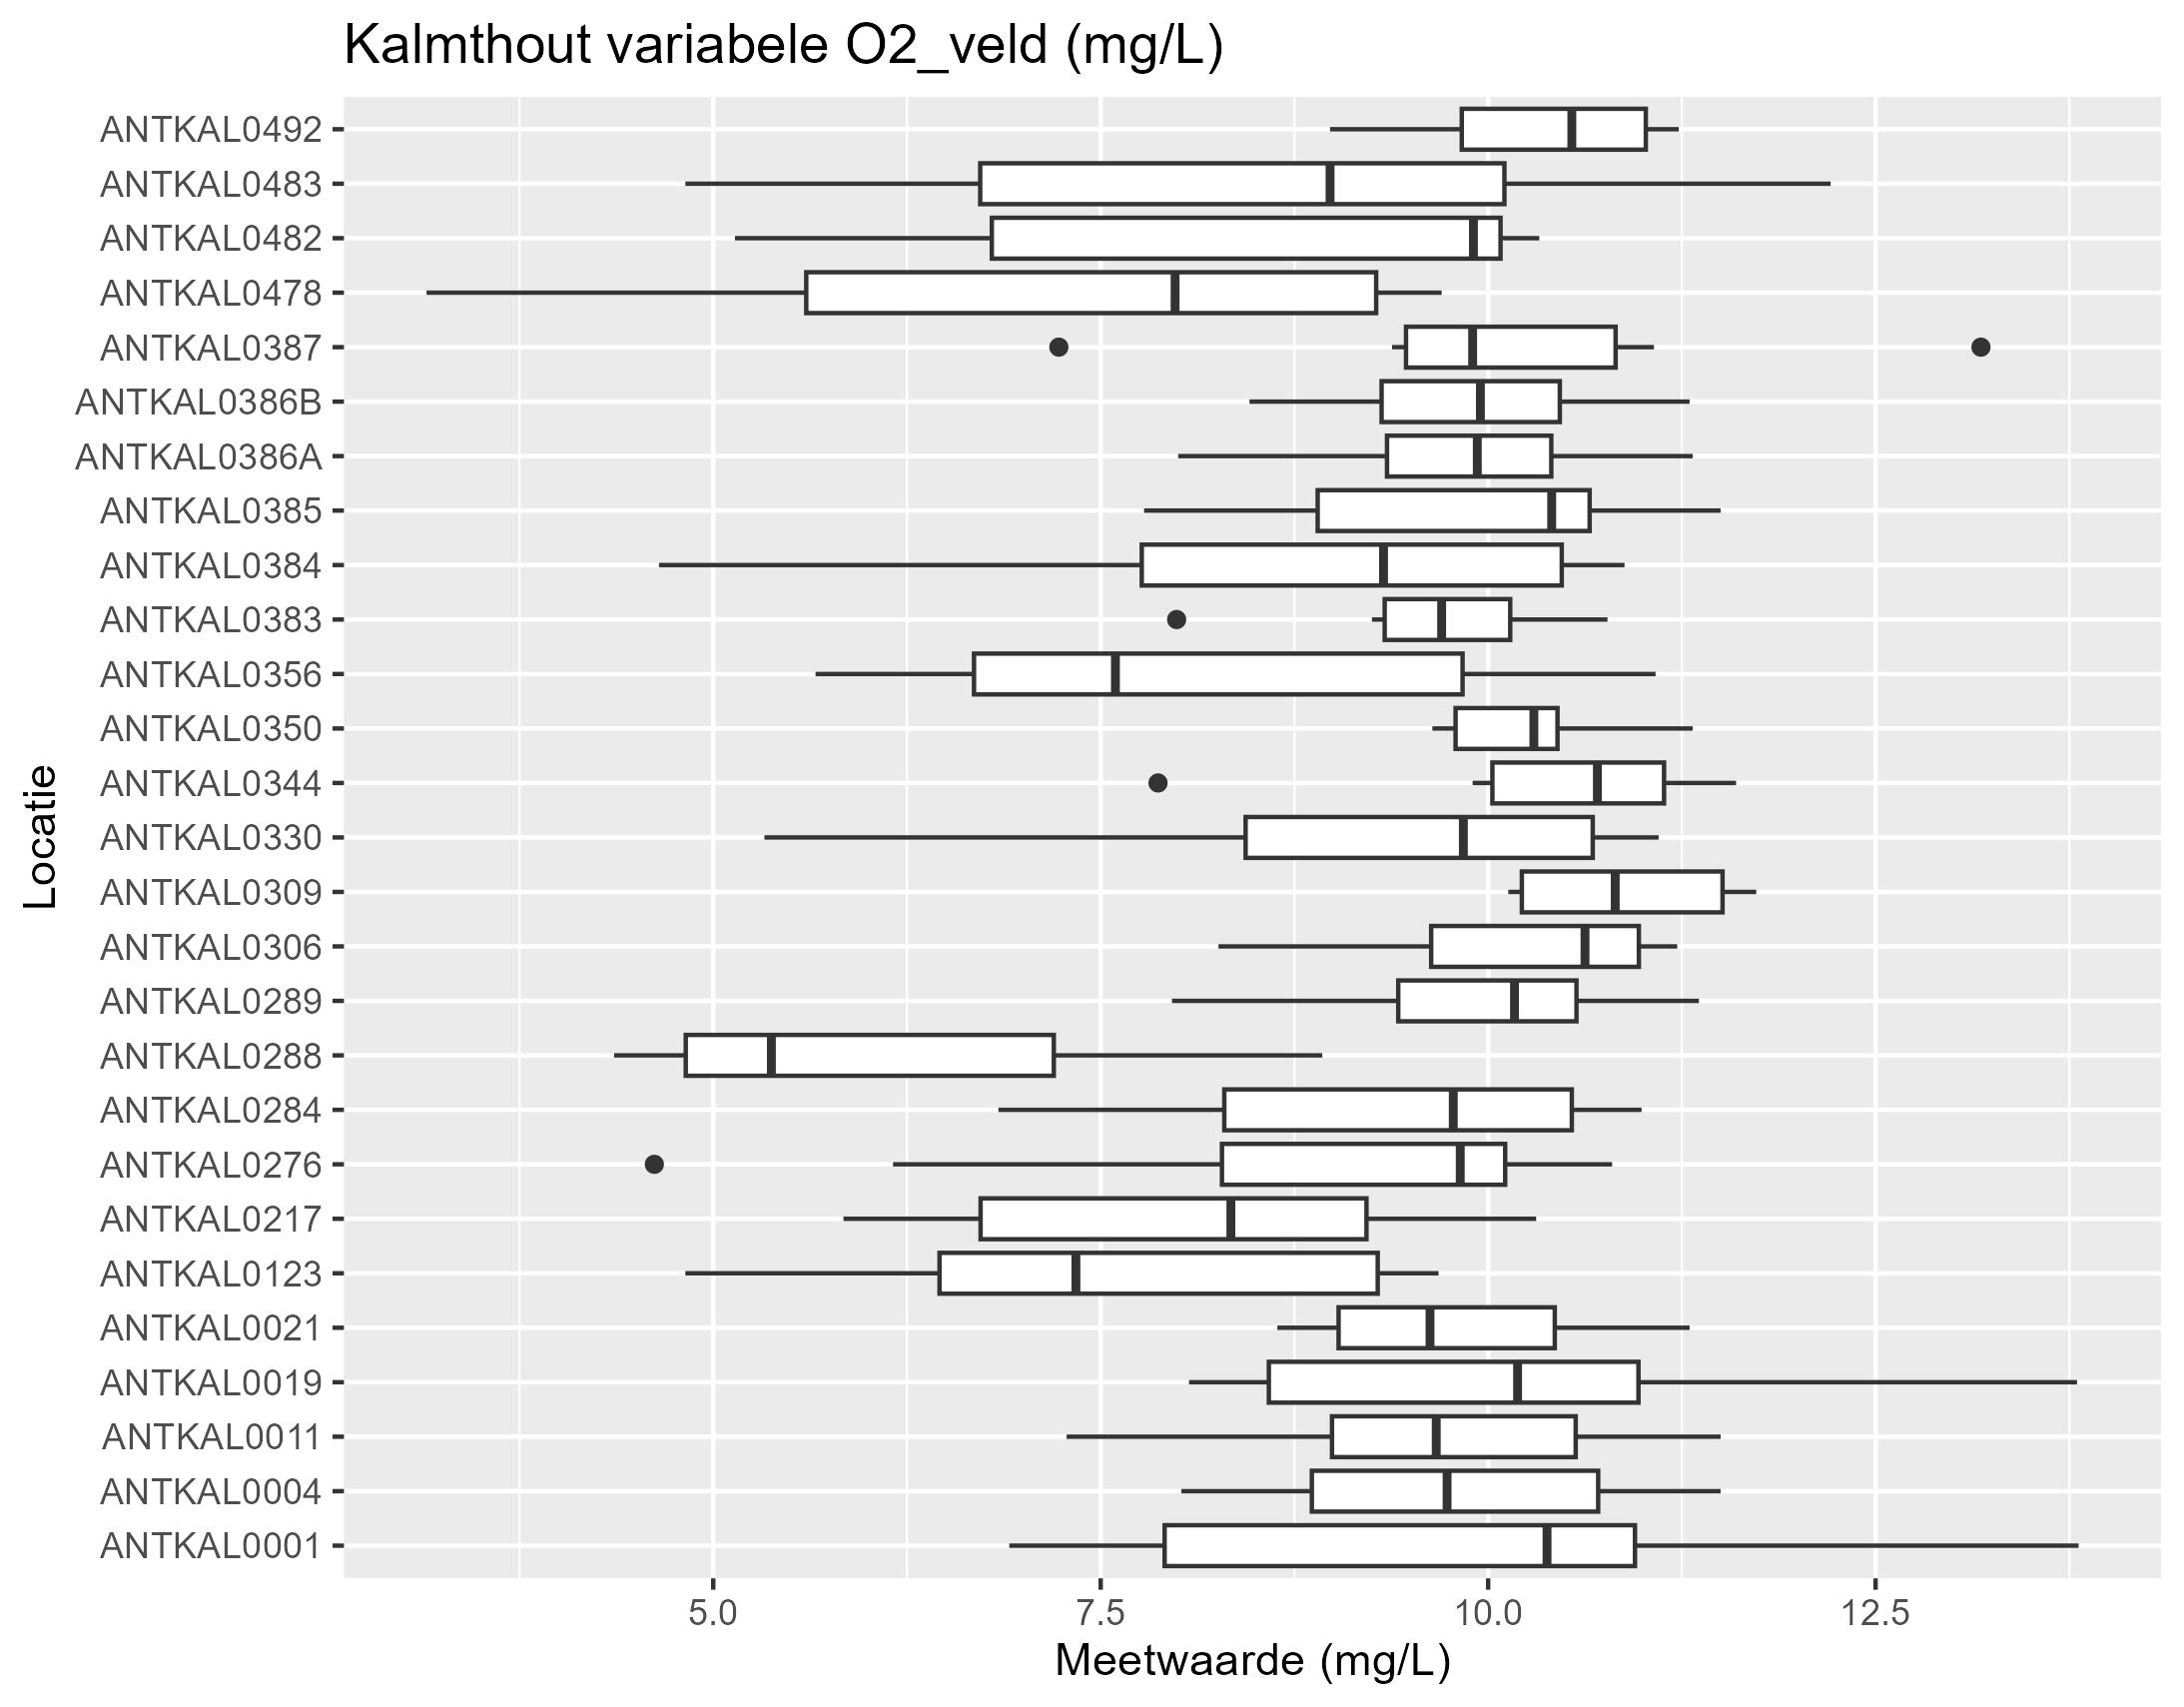 Kalmthout variabele O2_veld (mg/L)
ANTKAL0492
ANTKAL0483
ANTKAL0482
ANTKAL0478
ANTKAL0387
ANTKAL0386B
ANTKAL0386A
ANTKAL0385
ANTKAL0384
ANTKAL0383
ANTKAL0356
ANTKAL0350
ANTKAL0344
ANTKAL0330
ANTKAL0309
ANTKAL0306
ANTKAL0289
ANTKAL0288
ANTKAL0284
ANTKAL0276
ANTKAL0217
ANTKAL0123
ANTKAL0021
ANTKAL0019
ANTKAL0011
ANTKAL0004
ANTKAL0001
Locatie
5.0 7.5 10.0 12.5
Meetwaarde (mg/L)